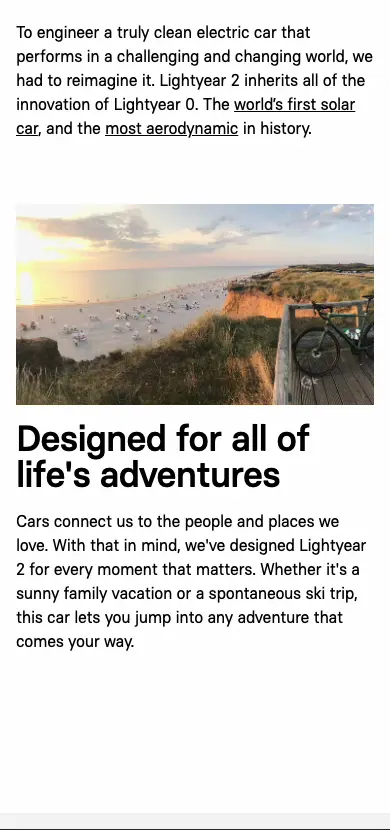 To engineer a truly clean electric car that
performs in a challenging and changing world, we
had to reimagine it. Lightyear 2 inherits all of the
innovation of Lightyear 0. The world’s first solar
car, and the most aerodynamic in history.
Designed for all of
life's adventures
Cars connect us to the people and places we
love. With that in mind, we've designed Lightyear
2 for every moment that matters. Whether it's a
sunny family vacation or a spontaneous ski trip,
this car lets you jump into any adventure that
comes your way.